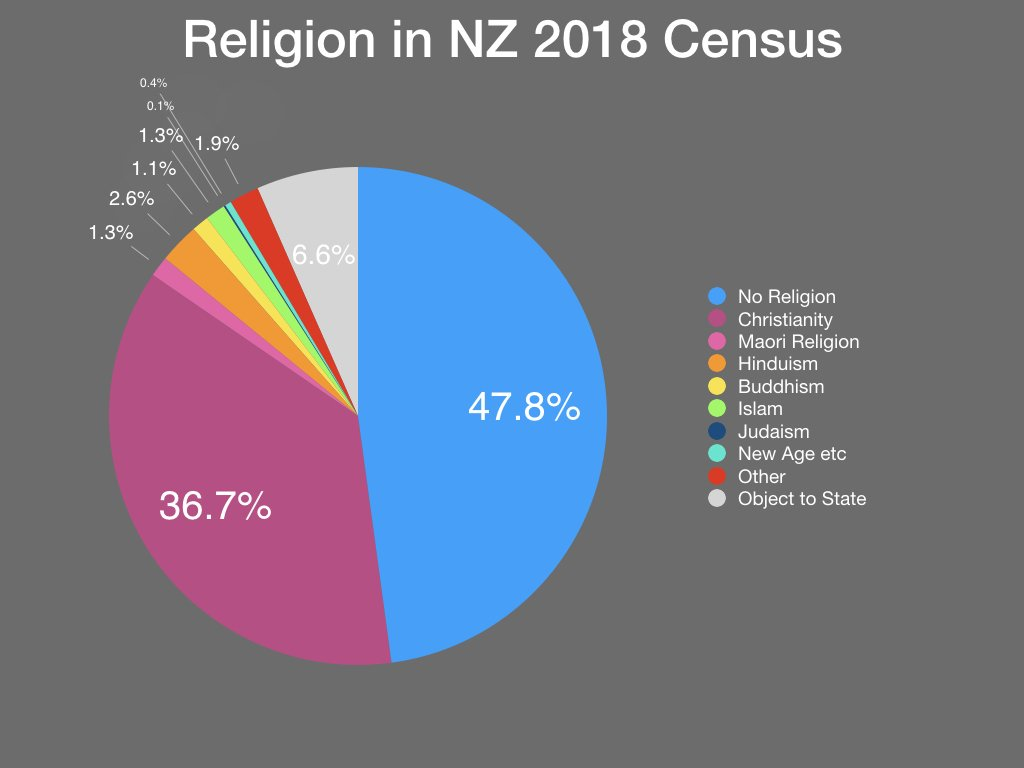 Religion in NZ 2018 Census
0.4%
0.1%
1.3%
1.9%
1.1%
2.6%
1.3%
6.6%
47.8%
36.7%
No Religion
Christianity
Maori Religion
Hinduism
Buddhism
Islam
Judaism
New Age etc
Other
Object to State